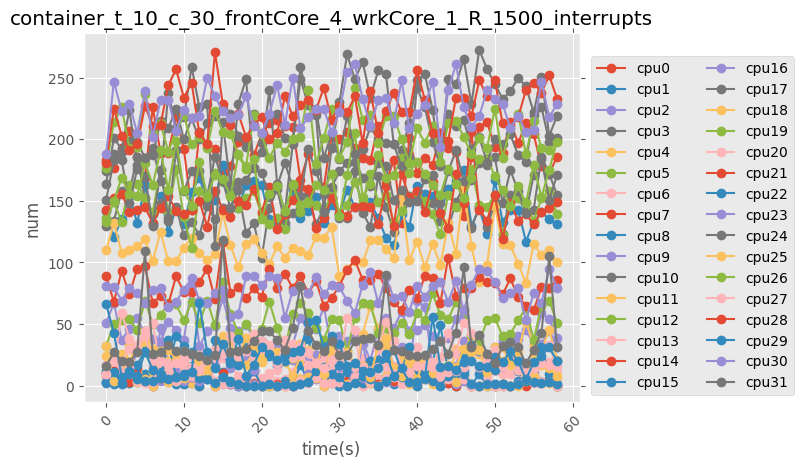 container_t_10_c_30_frontCore_4_wrkCore_1_R_1500_interrupts
num
250
200
150
100
50
0
0
10
20
30
40
50
60
time(s)
cpu0
cpu1
cpu2
cpu3
cpu4
cpu5
cpu6
cpu7
cpu8
cpu9
cpu10
cpu11
cpu12
cpu13
cpu14
cpu15
cpu16
cpu17
cpu18
cpu19
cpu20
cpu21
cpu22
cpu23
cpu24
cpu25
cpu26
cpu27
cpu28
cpu29
cpu30
cpu31